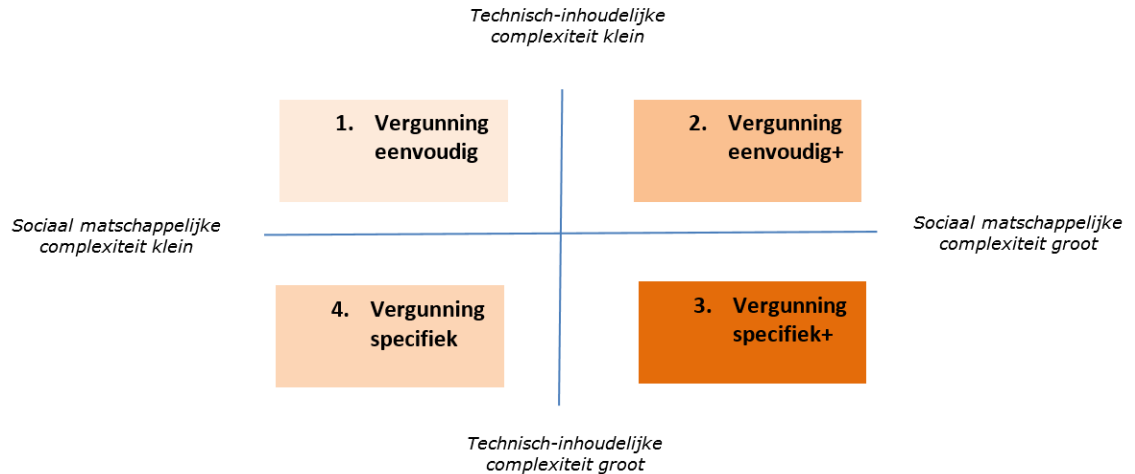 Technisch-inhoudelijke
complexiteit klein
1. Vergunning
eenvoudig
2. Vergunning
eenvoudig+
Sociaal matschappelijke
complexiteit klein
Sociaal matschappelijke
complexiteit groot
4. Vergunning
specifiek
3. Vergunning
specifiek+
Technisch-inhoudelijke
complexiteit groot